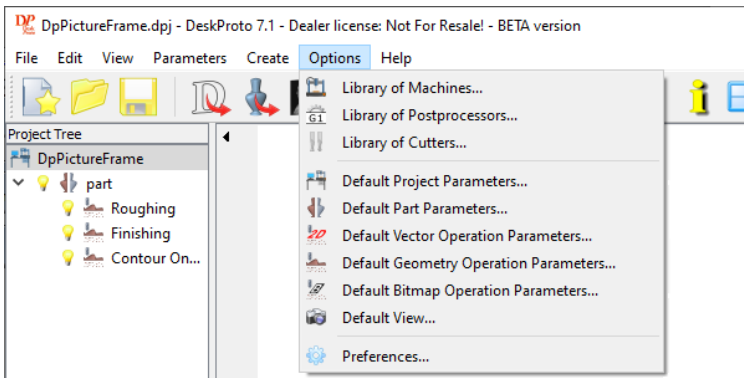 DpPictureFrame.dpj - DeskProto 7.1 - Dealer license: Not For Resale! - BETA version
File Edit View Parameters Create Options Help
Library of Machines...
G1 Library of Postprocessors...
Library of Cutters...
Default Project Parameters...
Default Part Parameters...
2D Default Vector Operation Parameters...
Default Geometry Operation Parameters...
Default Bitmap Operation Parameters...
Default View...
Preferences...
Project Tree
DpPictureFrame
part
Roughing
Finishing
Contour On...